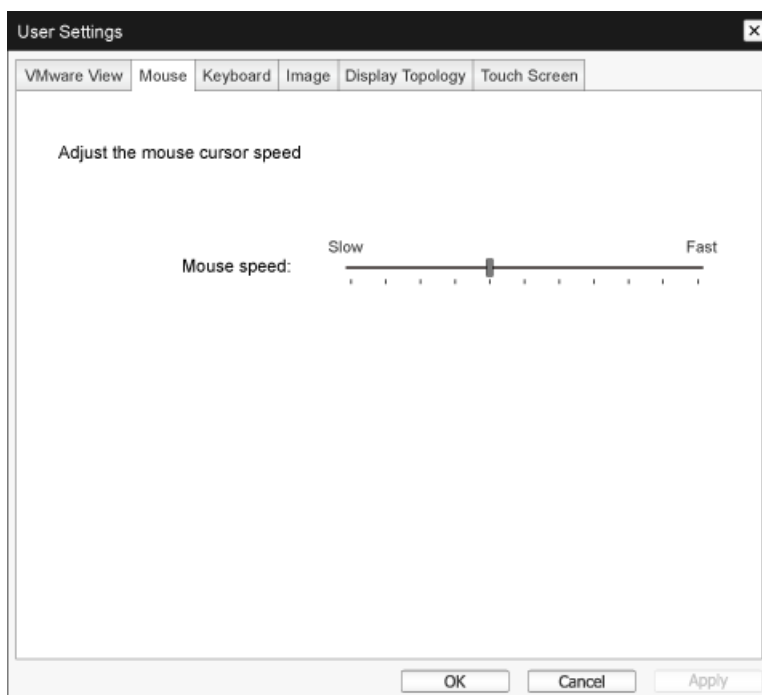 User Settings
VMware View Mouse Keyboard Image Display Topology Touch Screen
Adjust the mouse cursor speed
Slow Fast
Mouse speed:
OK Cancel Apply